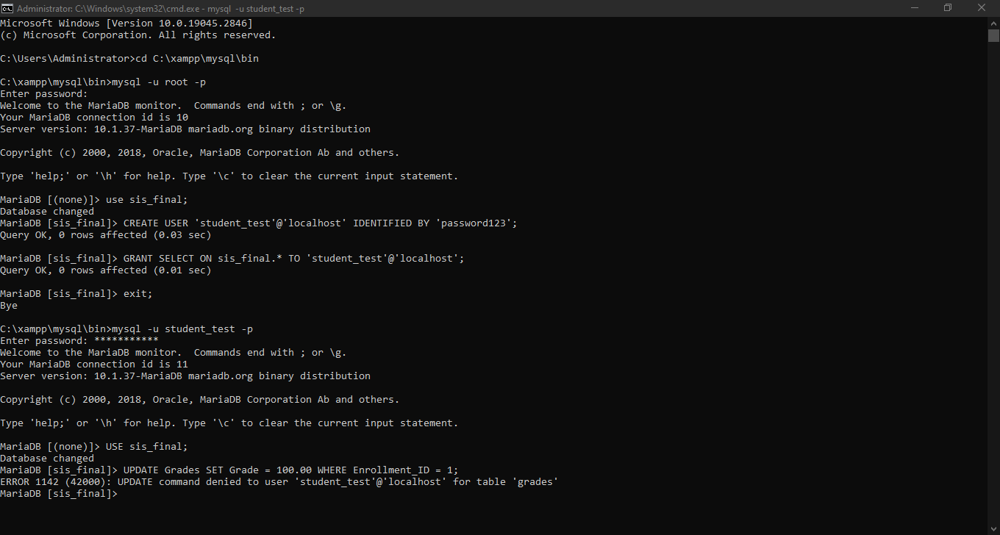 Administrator: C:\Windows\system32\cmd.exe - mysql  -u student_test -p
Microsoft Windows [Version 10.0.19045.2846]
(c) Microsoft Corporation. All rights reserved.
C:\Users\Administrator>cd C:\xampp\mysql\bin
C:\xampp\mysql\bin>mysql -u root -p
Enter password:
Welcome to the MariaDB monitor.  Commands end with ; or \g.
Your MariaDB connection id is 10
Server version: 10.1.37-MariaDB mariadb.org binary distribution
Copyright (c) 2000, 2018, Oracle, MariaDB Corporation Ab and others.
Type 'help;' or '\h' for help. Type '\c' to clear the current input statement.
MariaDB [(none)]> use sis_final;
Database changed
MariaDB [sis_final]> CREATE USER 'student_test'@'localhost' IDENTIFIED BY 'password123';
Query OK, 0 rows affected (0.03 sec)
MariaDB [sis_final]> GRANT SELECT ON sis_final.* TO 'student_test'@'localhost';
Query OK, 0 rows affected (0.01 sec)
MariaDB [sis_final]> exit;
Bye
C:\xampp\mysql\bin>mysql -u student_test -p
Enter password: ***********
Welcome to the MariaDB monitor.  Commands end with ; or \g.
Your MariaDB connection id is 11
Server version: 10.1.37-MariaDB mariadb.org binary distribution
Copyright (c) 2000, 2018, Oracle, MariaDB Corporation Ab and others.
Type 'help;' or '\h' for help. Type '\c' to clear the current input statement.
MariaDB [(none)]> USE sis_final;
Database changed
MariaDB [sis_final]> UPDATE Grades SET Grade = 100.00 WHERE Enrollment_ID = 1;
ERROR 1142 (42000): UPDATE command denied to user 'student_test'@'localhost' for table 'grades'
MariaDB [sis_final]>